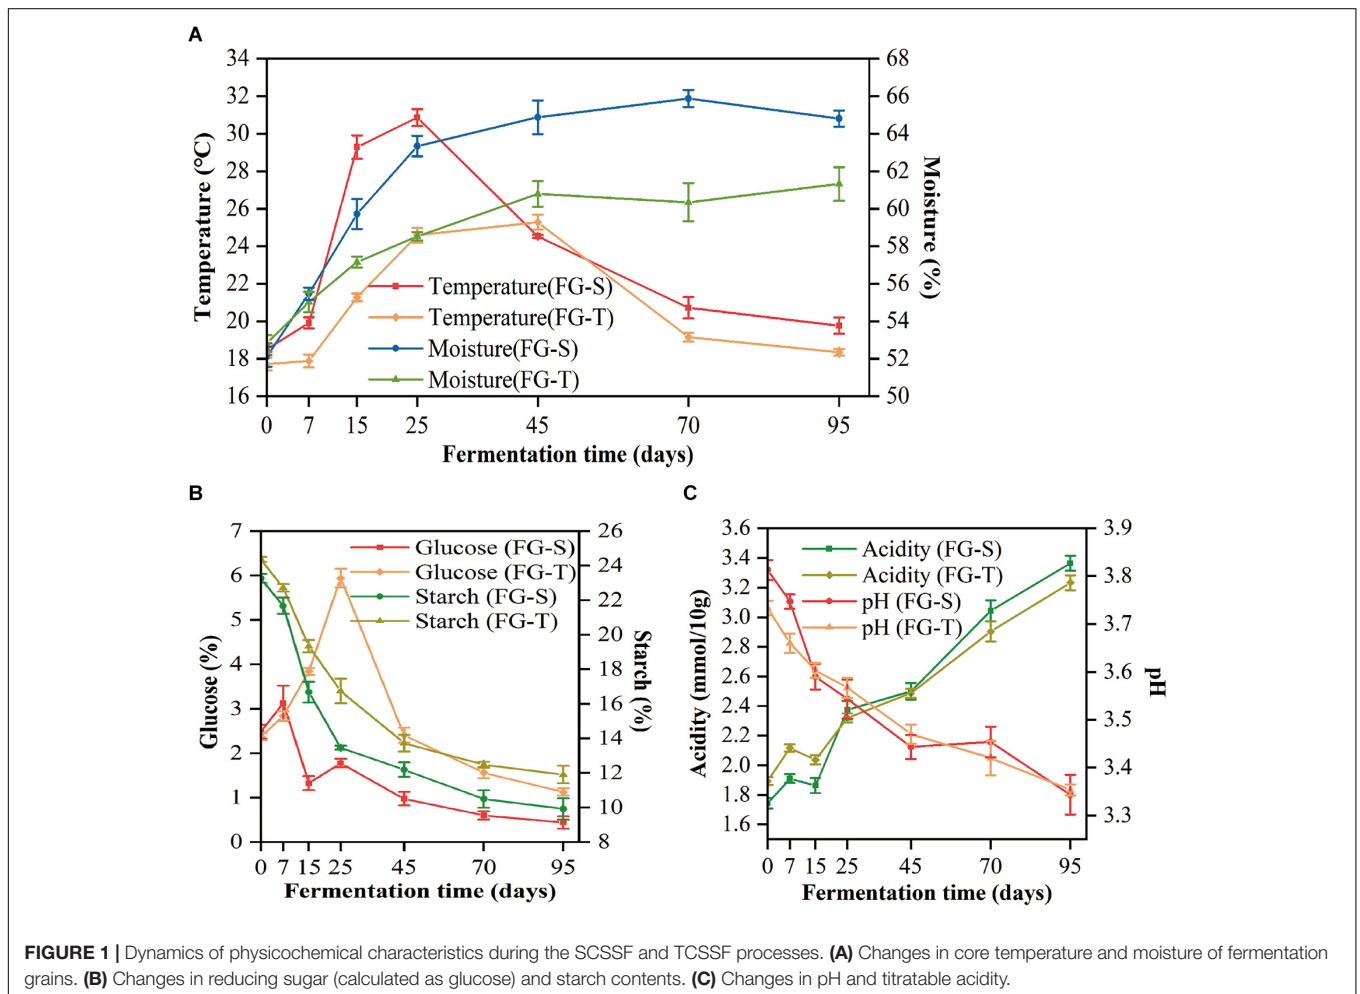 A
34
32
30
28
26
24
22
20
18
16
Temperature (°C)
68
66
64
62
60
58
56
54
52
50
Moisture (%)
Temperature(FG-S)
Temperature(FG-T)
Moisture(FG-S)
Moisture(FG-T)
0 7 15 25 45 70 95
Fermentation time (days)
B
7
6
5
4
3
2
1
0
Glucose (%)
26
24
22
20
18
16
14
12
10
8
Starch (%)
Glucose (FG-S)
Glucose (FG-T)
Starch (FG-S)
Starch (FG-T)
0 7 15 25 45 70 95
Fermentation time (days)
C
3.6
3.4
3.2
3.0
2.8
2.6
2.4
2.2
2.0
1.8
1.6
Acidity (mmol/10g)
3.9
3.8
3.7
3.6
3.5
3.4
3.3
pH
Acidity (FG-S)
Acidity (FG-T)
pH (FG-S)
pH (FG-T)
0 7 15 25 45 70 95
Fermentation time (days)
FIGURE 1 | Dynamics of physicochemical characteristics during the SCSSF and TCSSF processes. (A) Changes in core temperature and moisture of fermentation
grains. (B) Changes in reducing sugar (calculated as glucose) and starch contents. (C) Changes in pH and titratable acidity.